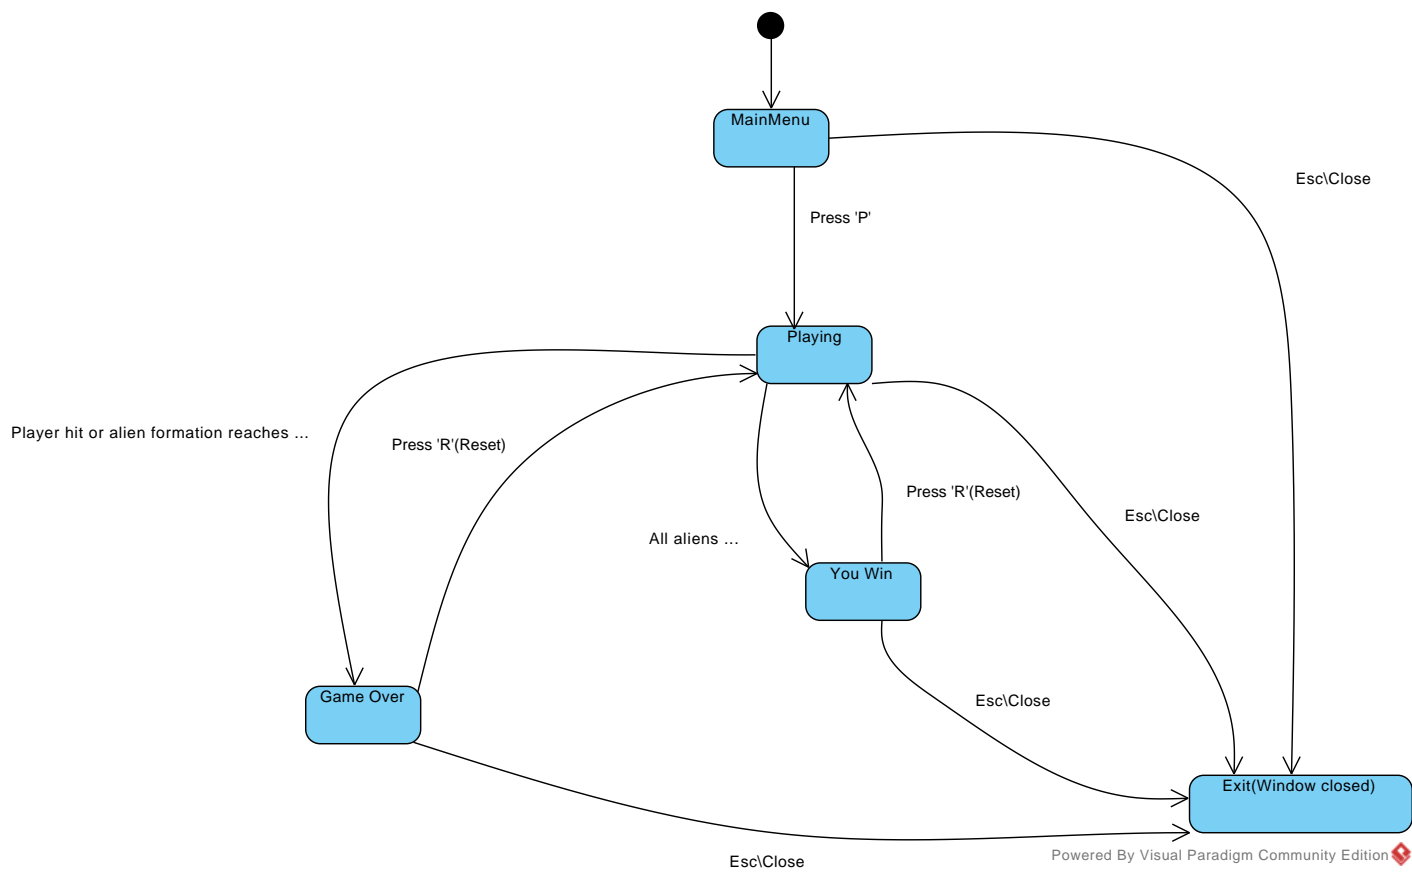 MainMenu
Esc\Close
Press 'P'
Playing
Player hit or alien formation reaches ...
Press 'R'(Reset)
Press 'R'(Reset)
Esc\Close
All aliens ...
You Win
Game Over
Esc\Close
Exit(Window closed)
Esc\Close
Powered By Visual Paradigm Community Edition